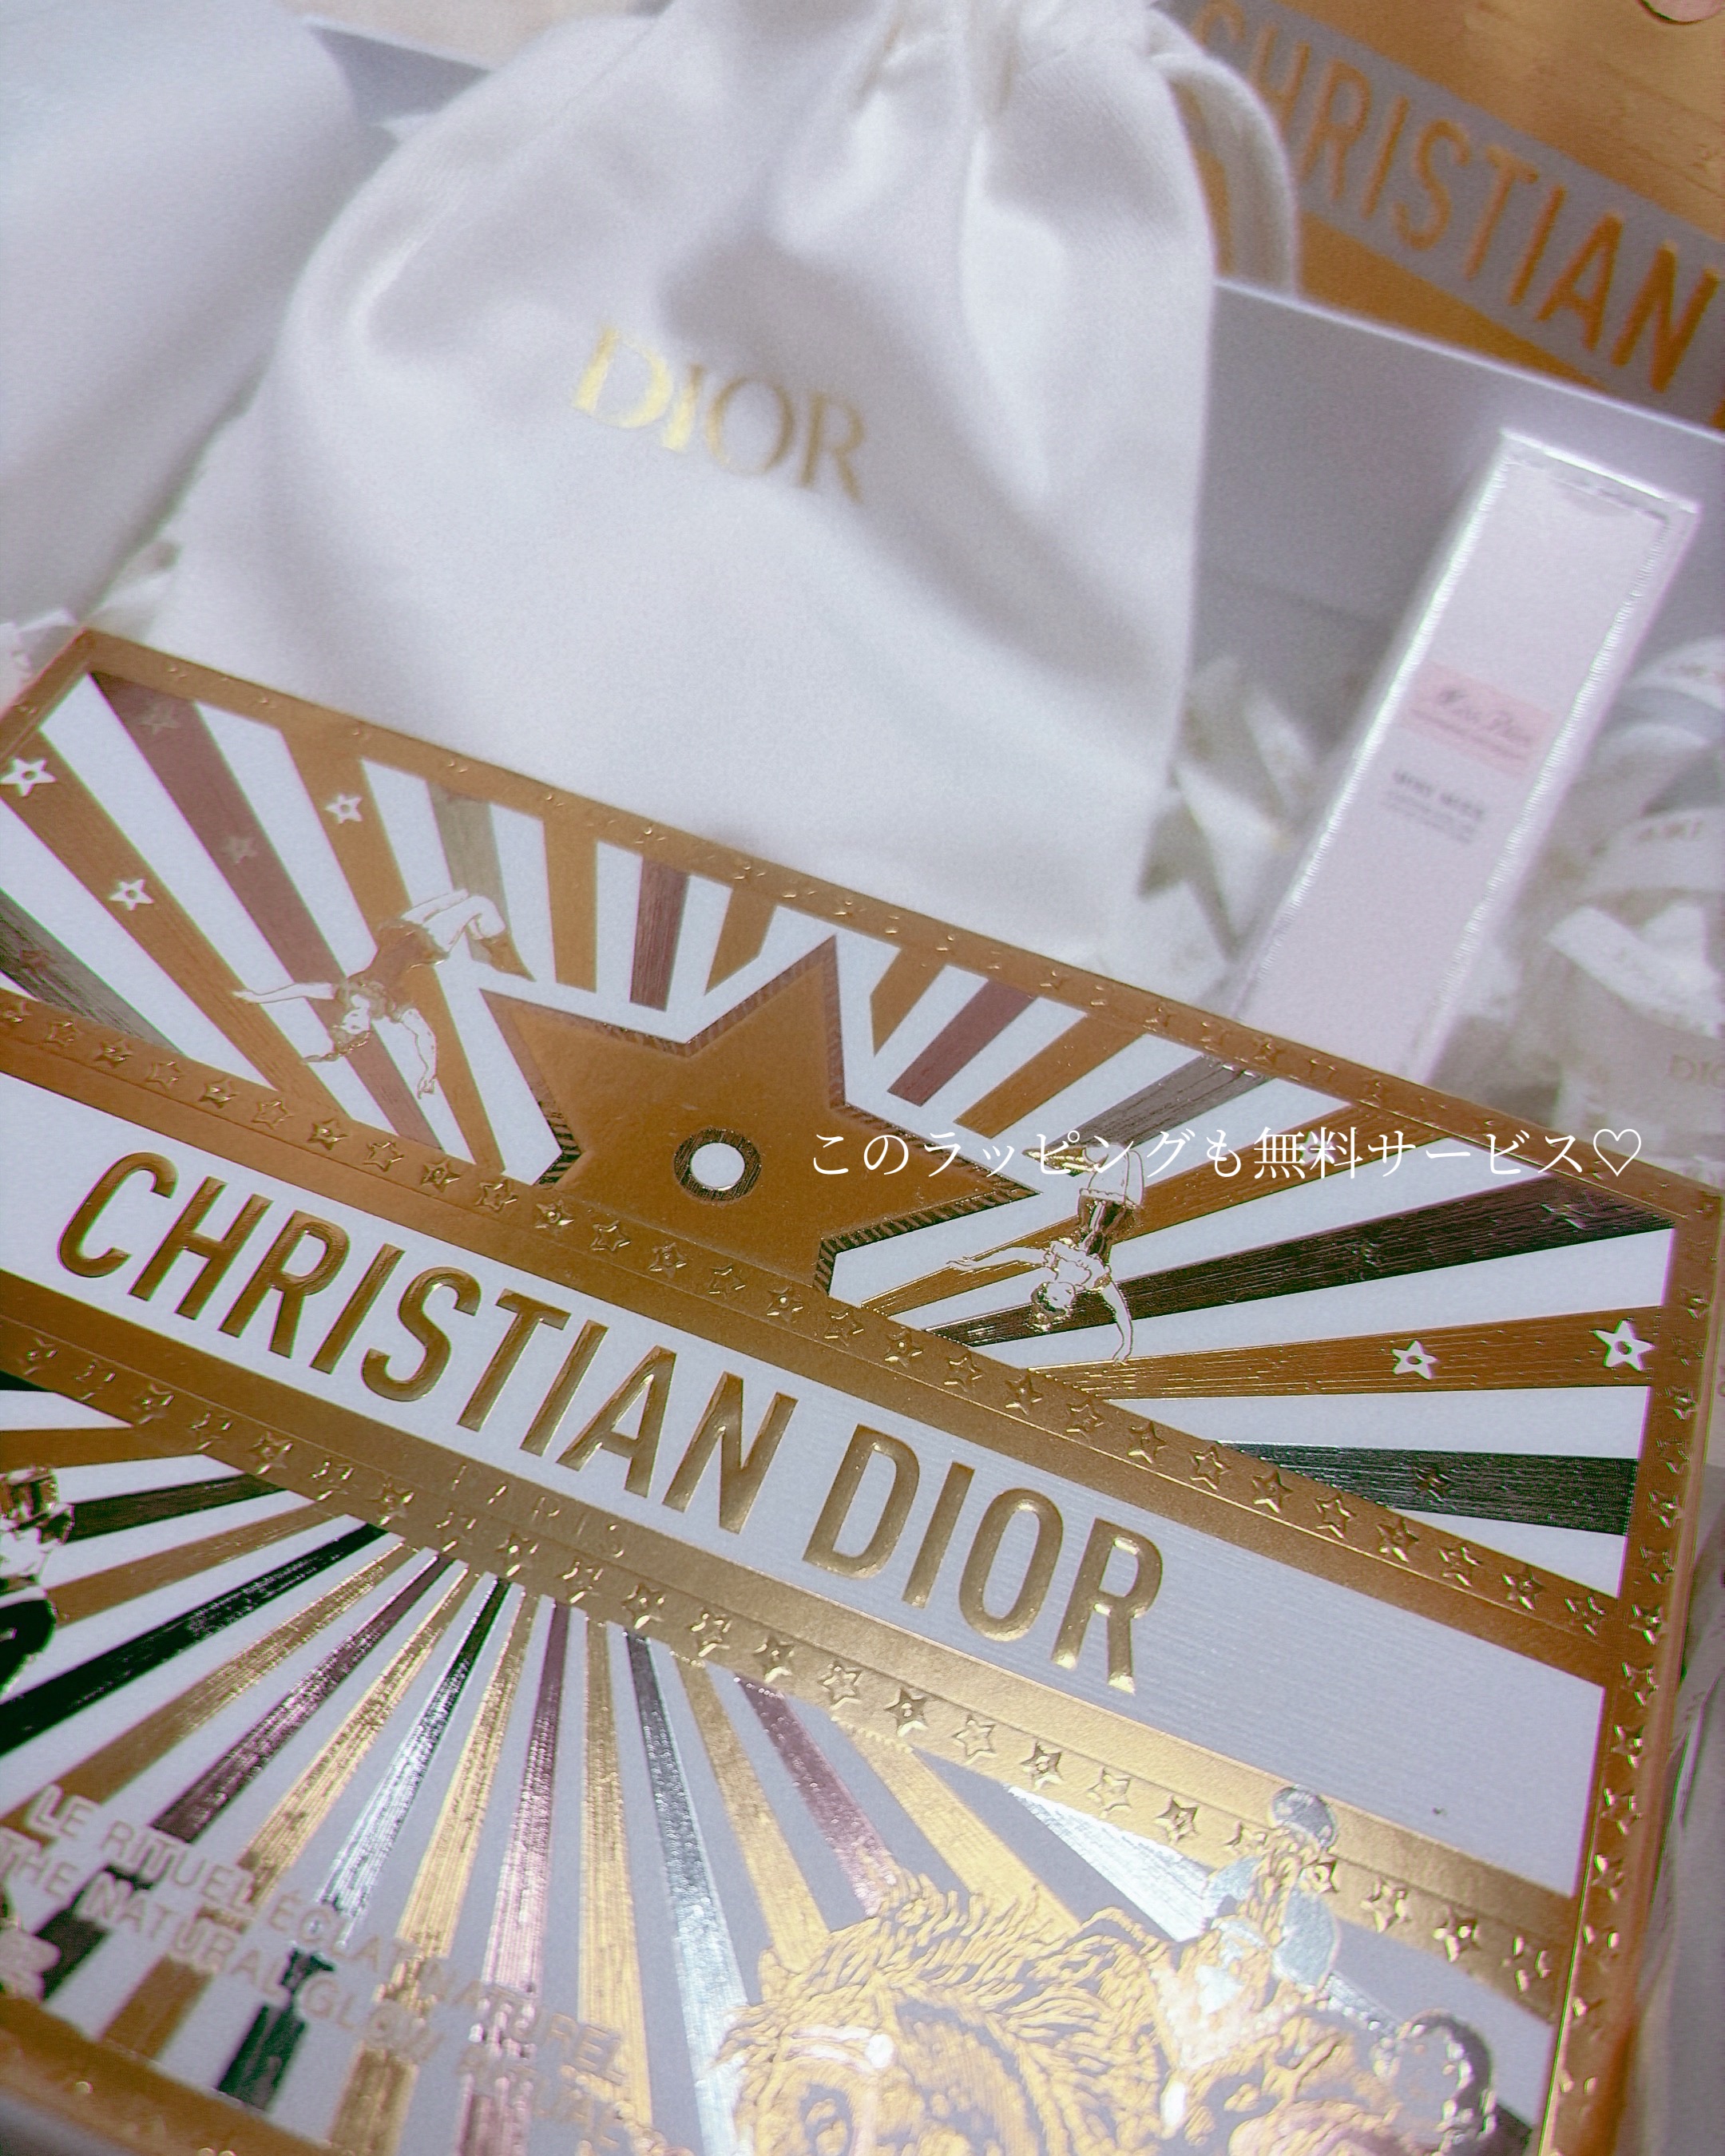 CHRISTIAN
DIOR
このラッピングも無料サービス♡
CHRISTIAN DIOR
PARIS
LE RITUEL ÉCLAT NATUREL
THE NATURAL GLOW RITUAL